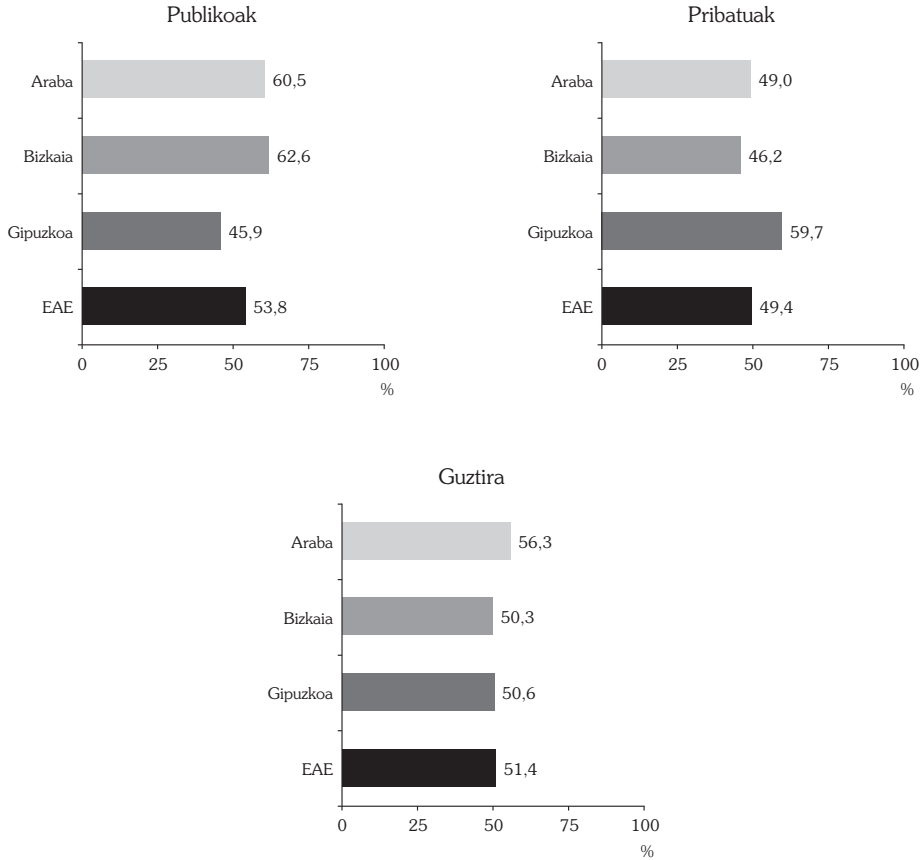 Publikoak
Araba 60,5
Bizkaia 62,6
Gipuzkoa 45,9
EAE 53,8
0 25 50 75 100
%
Pribatuak
Araba 49,0
Bizkaia 46,2
Gipuzkoa 59,7
EAE 49,4
0 25 50 75 100
%
Guztira
Araba 56,3
Bizkaia 50,3
Gipuzkoa 50,6
EAE 51,4
0 25 50 75 100
%